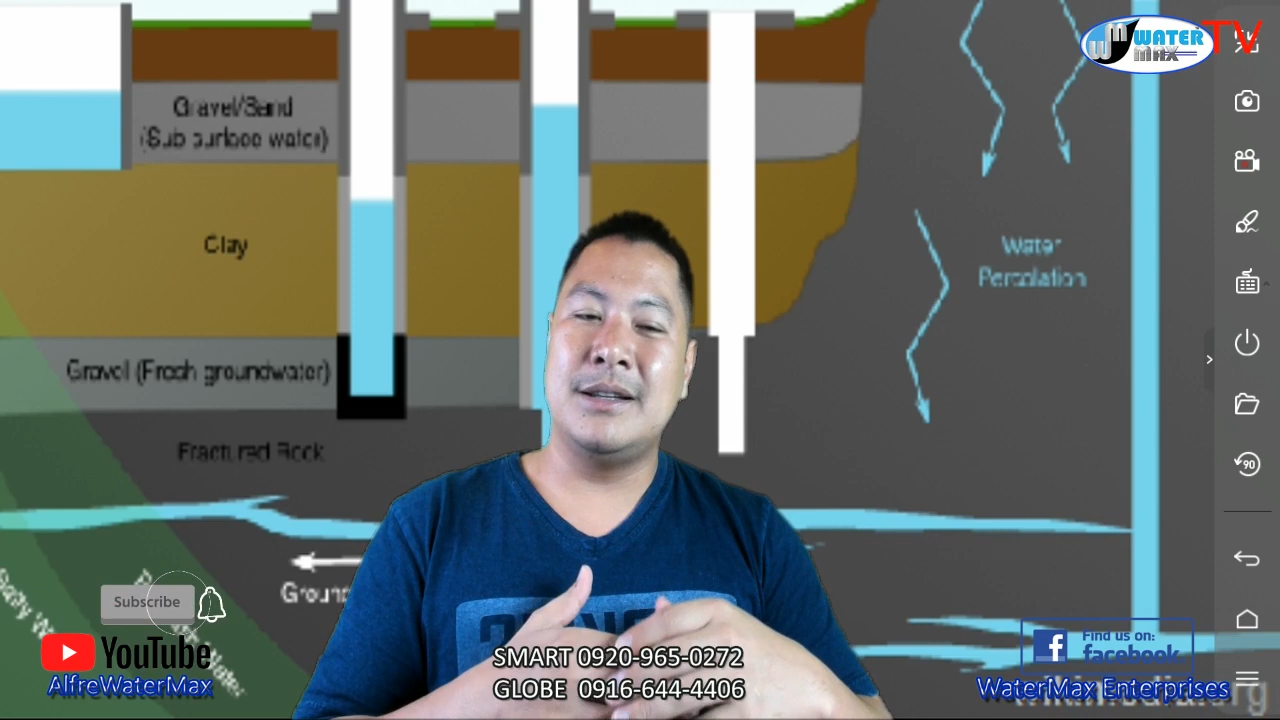 WATER
MAX
TV
Gravel/Sand
(Sub surface water)
Clay
Water
Percolation
Gravel (Fresh groundwater)
Fractured Rock
90
Subscribe
YouTube
AlfreWaterMax
SMART 0920-965-0272
GLOBE 0916-644-4406
Find us on:
facebook
WaterMax Enterprises